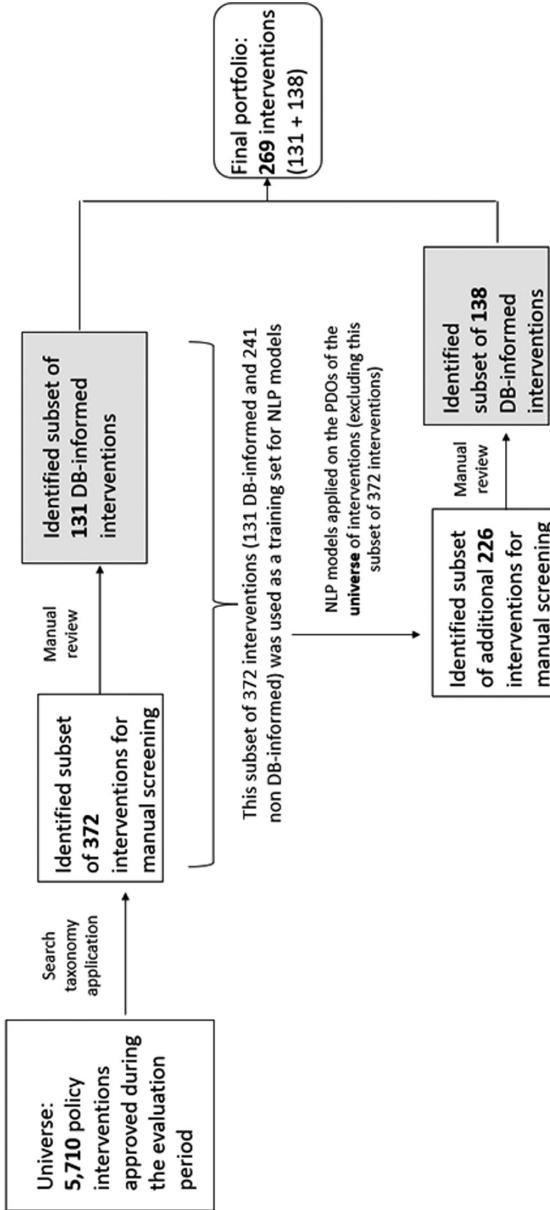 Universe:
5,710 policy
interventions
approved during
the evaluation
period
Search
taxonomy
application
Identified subset
of 372
interventions for
manual screening
Manual
review
Identified subset of
131 DB-informed
interventions
This subset of 372 interventions (131 DB-informed and 241
non DB-informed) was used as a training set for NLP models
NLP models applied on the PDOs of the
universe of interventions (excluding this
subset of 372 interventions)
Identified subset
of additional 226
interventions for
manual screening
Manual
review
Identified
subset of 138
DB-informed
interventions
Final portfolio:
269 interventions
(131 + 138)